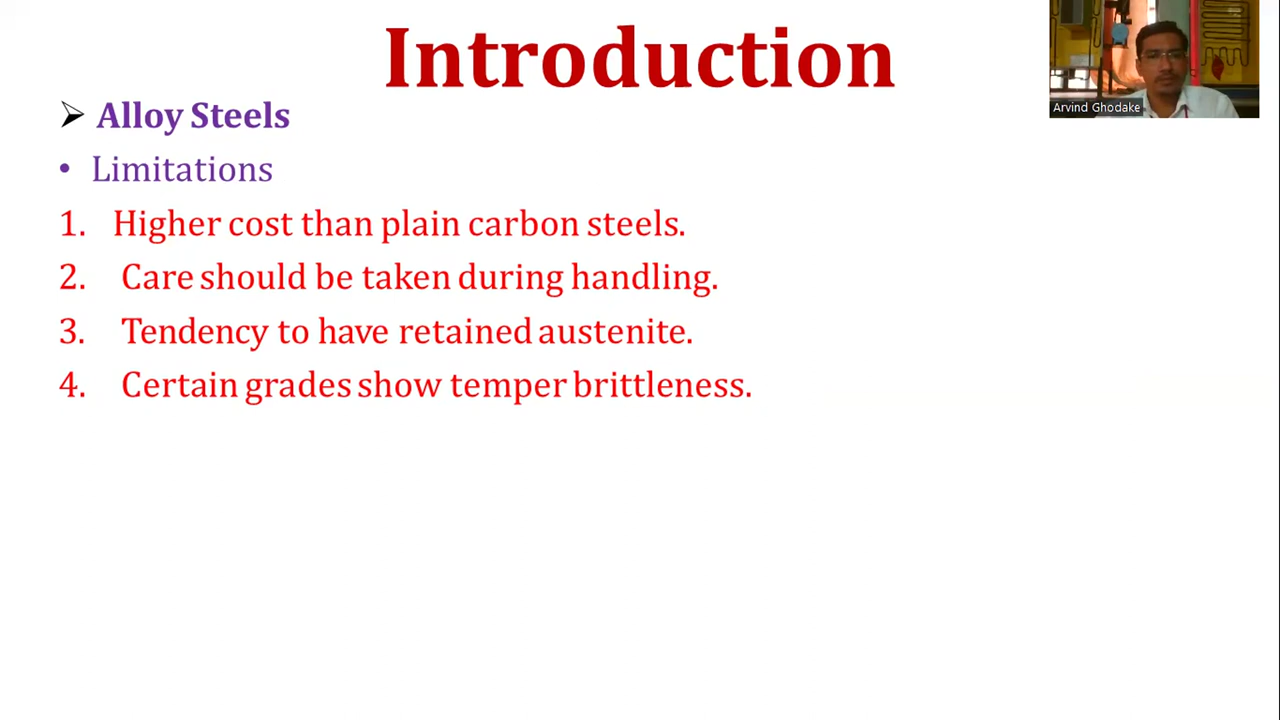 Introduction
Arvind Ghodake
➢ Alloy Steels
• Limitations
1. Higher cost than plain carbon steels.
2. Care should be taken during handling.
3. Tendency to have retained austenite.
4. Certain grades show temper brittleness.